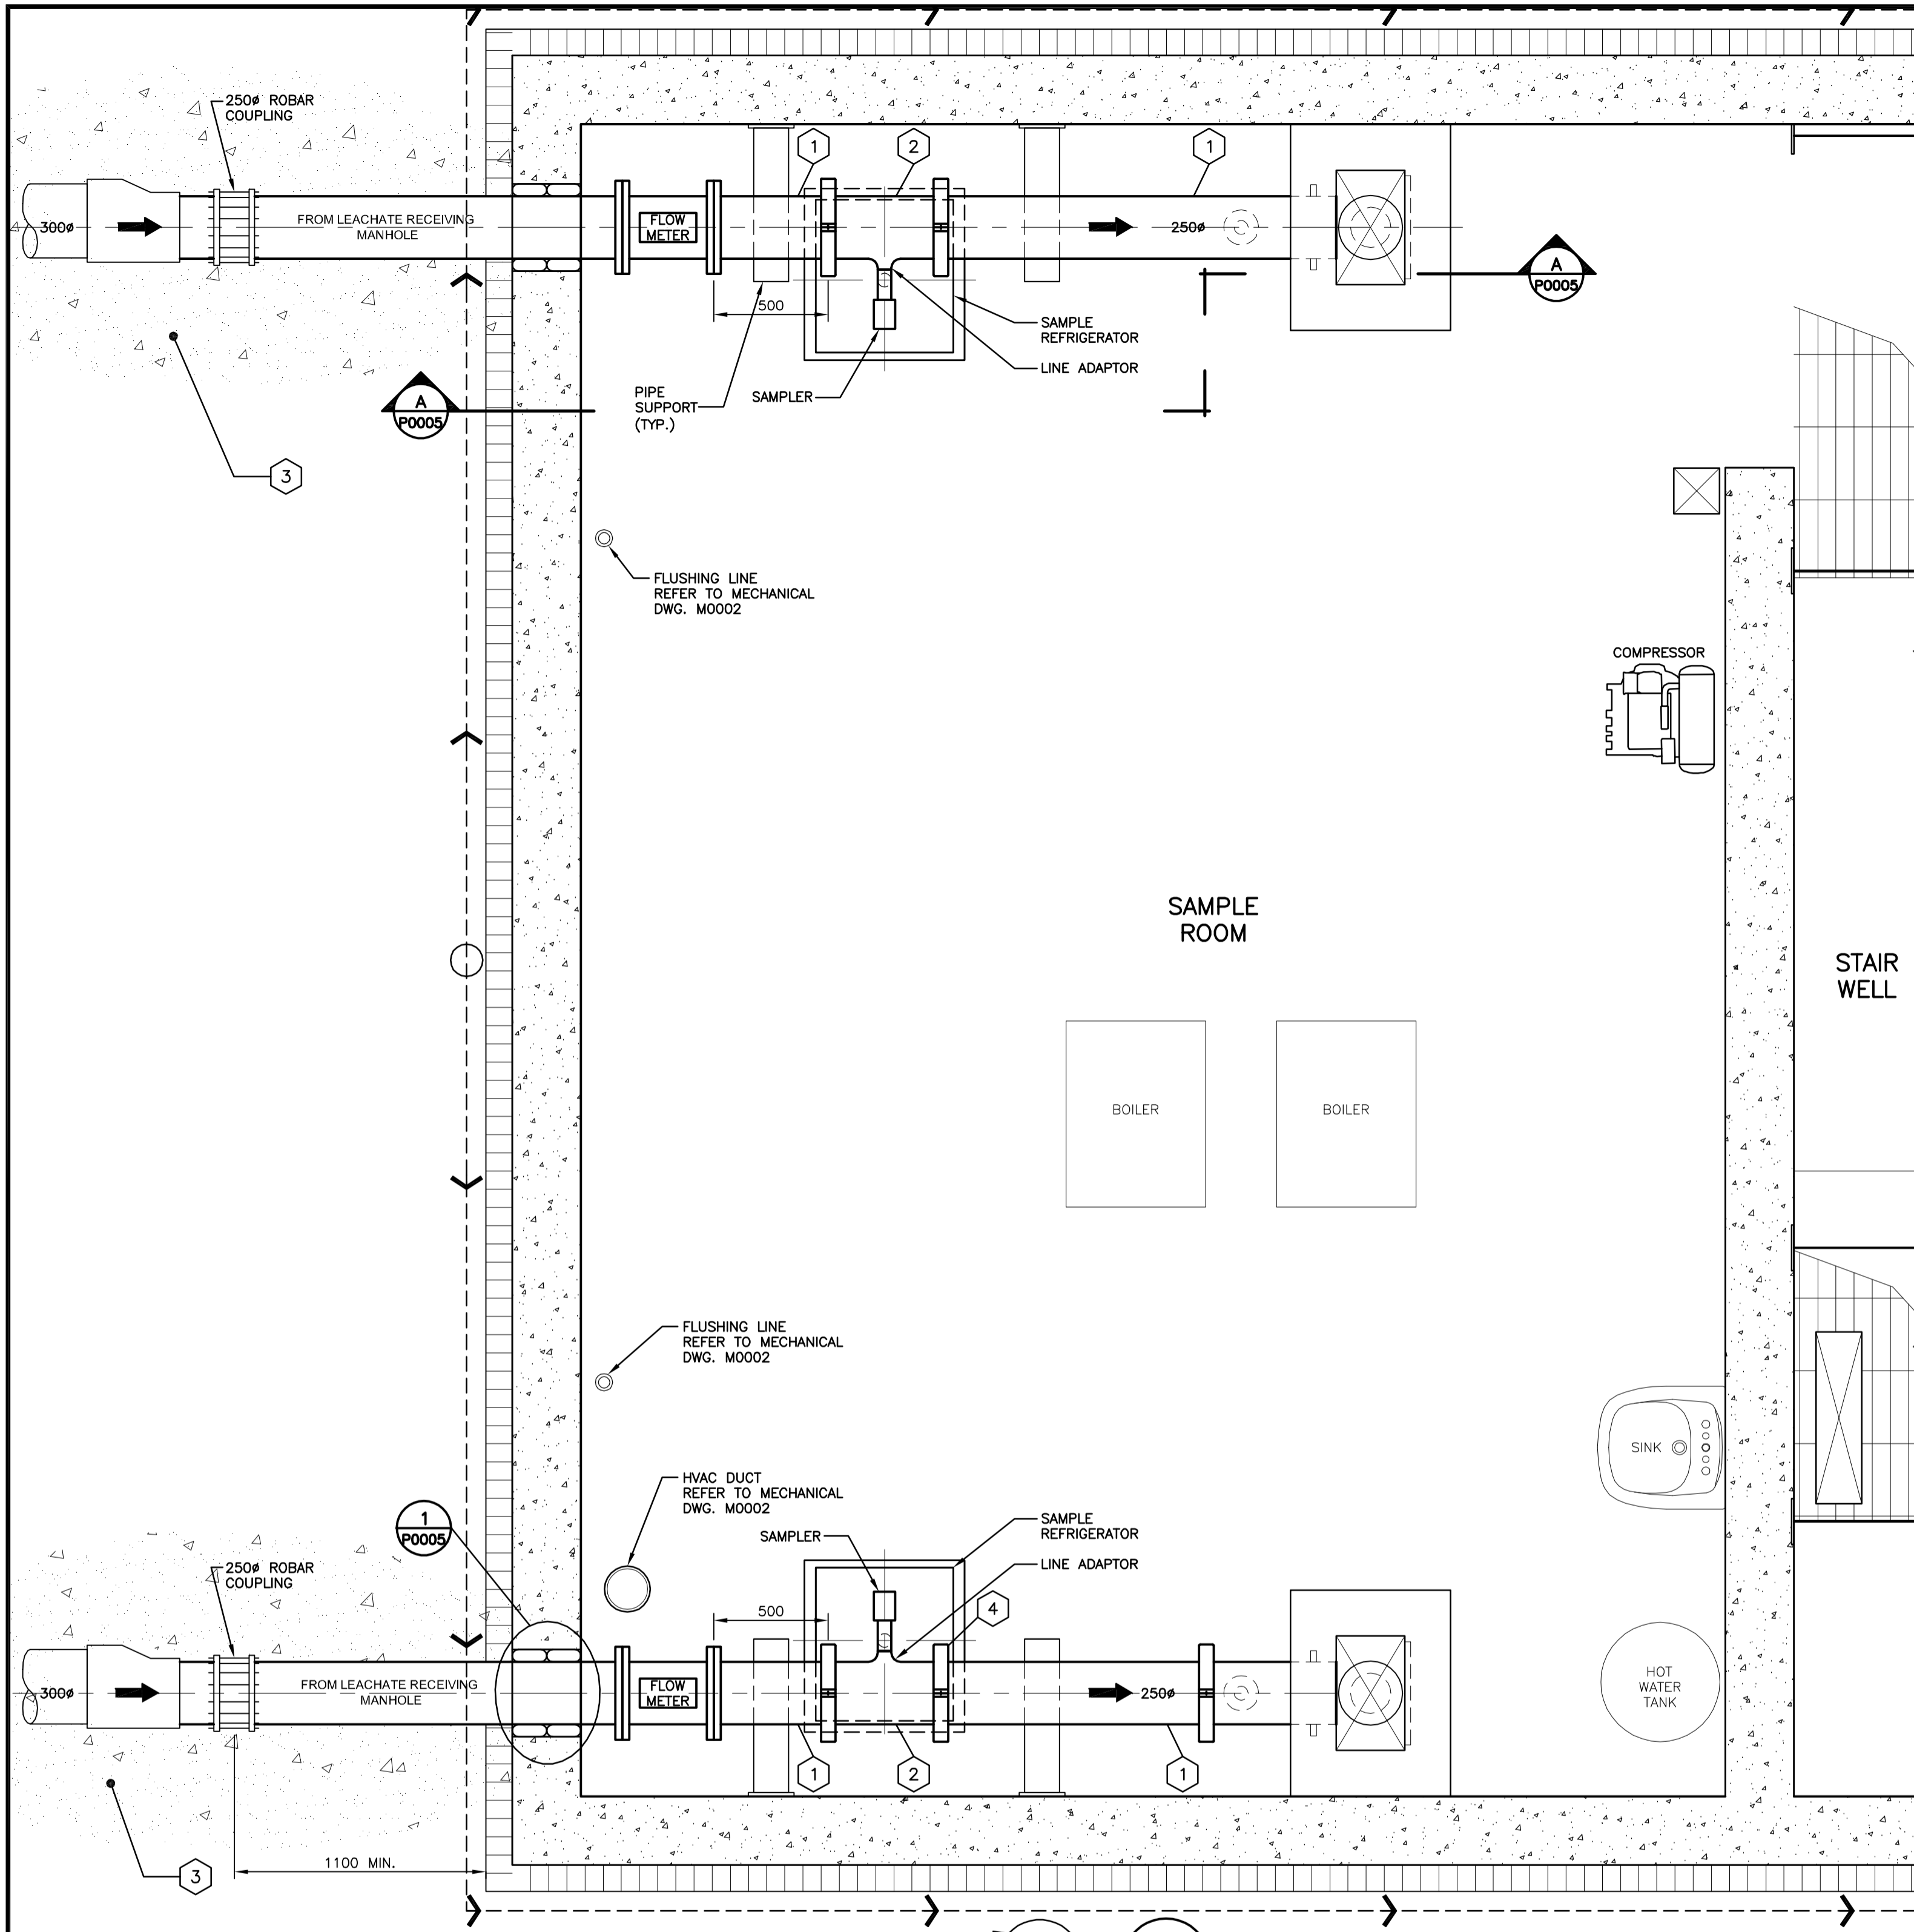 250ø ROBAR
COUPLING
1
2
1
300ø
FROM LEACHATE RECEIVING
MANHOLE
FLOW
METER
250ø
A
P0005
500
SAMPLE
REFRIGERATOR
LINE ADAPTOR
A
P0005
PIPE
SUPPORT
(TYP.)
SAMPLER
3
FLUSHING LINE
REFER TO MECHANICAL
DWG. M0002
COMPRESSOR
SAMPLE
ROOM
STAIR
WELL
BOILER
BOILER
FLUSHING LINE
REFER TO MECHANICAL
DWG. M0002
SINK
HVAC DUCT
REFER TO MECHANICAL
DWG. M0002
1
P0005
SAMPLER
SAMPLE
REFRIGERATOR
LINE ADAPTOR
250ø ROBAR
COUPLING
500
4
300ø
FROM LEACHATE RECEIVING
MANHOLE
FLOW
METER
250ø
HOT
WATER
TANK
1
2
1
3
1100 MIN.